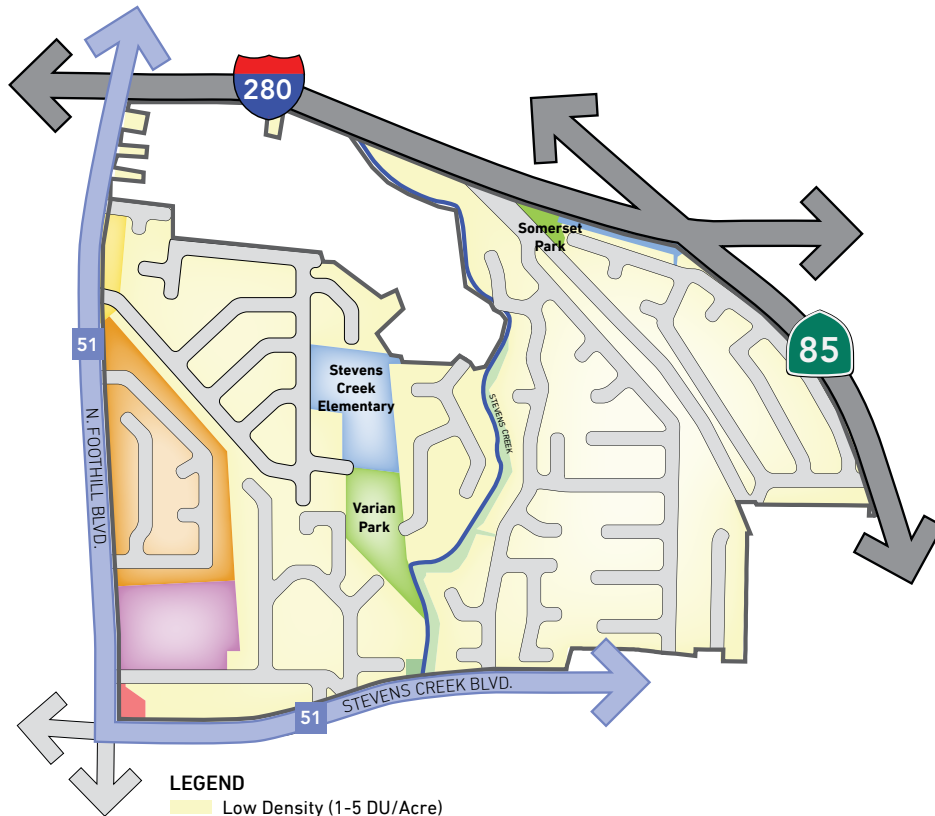 280
Somerset
Park
85
51
Stevens
Creek
Elementary
STEVENS CREEK
N. FOOTHILL BLVD.
Varian
Park
STEVENS CREEK BLVD.
51
LEGEND
Low Density (1-5 DU/Acre)